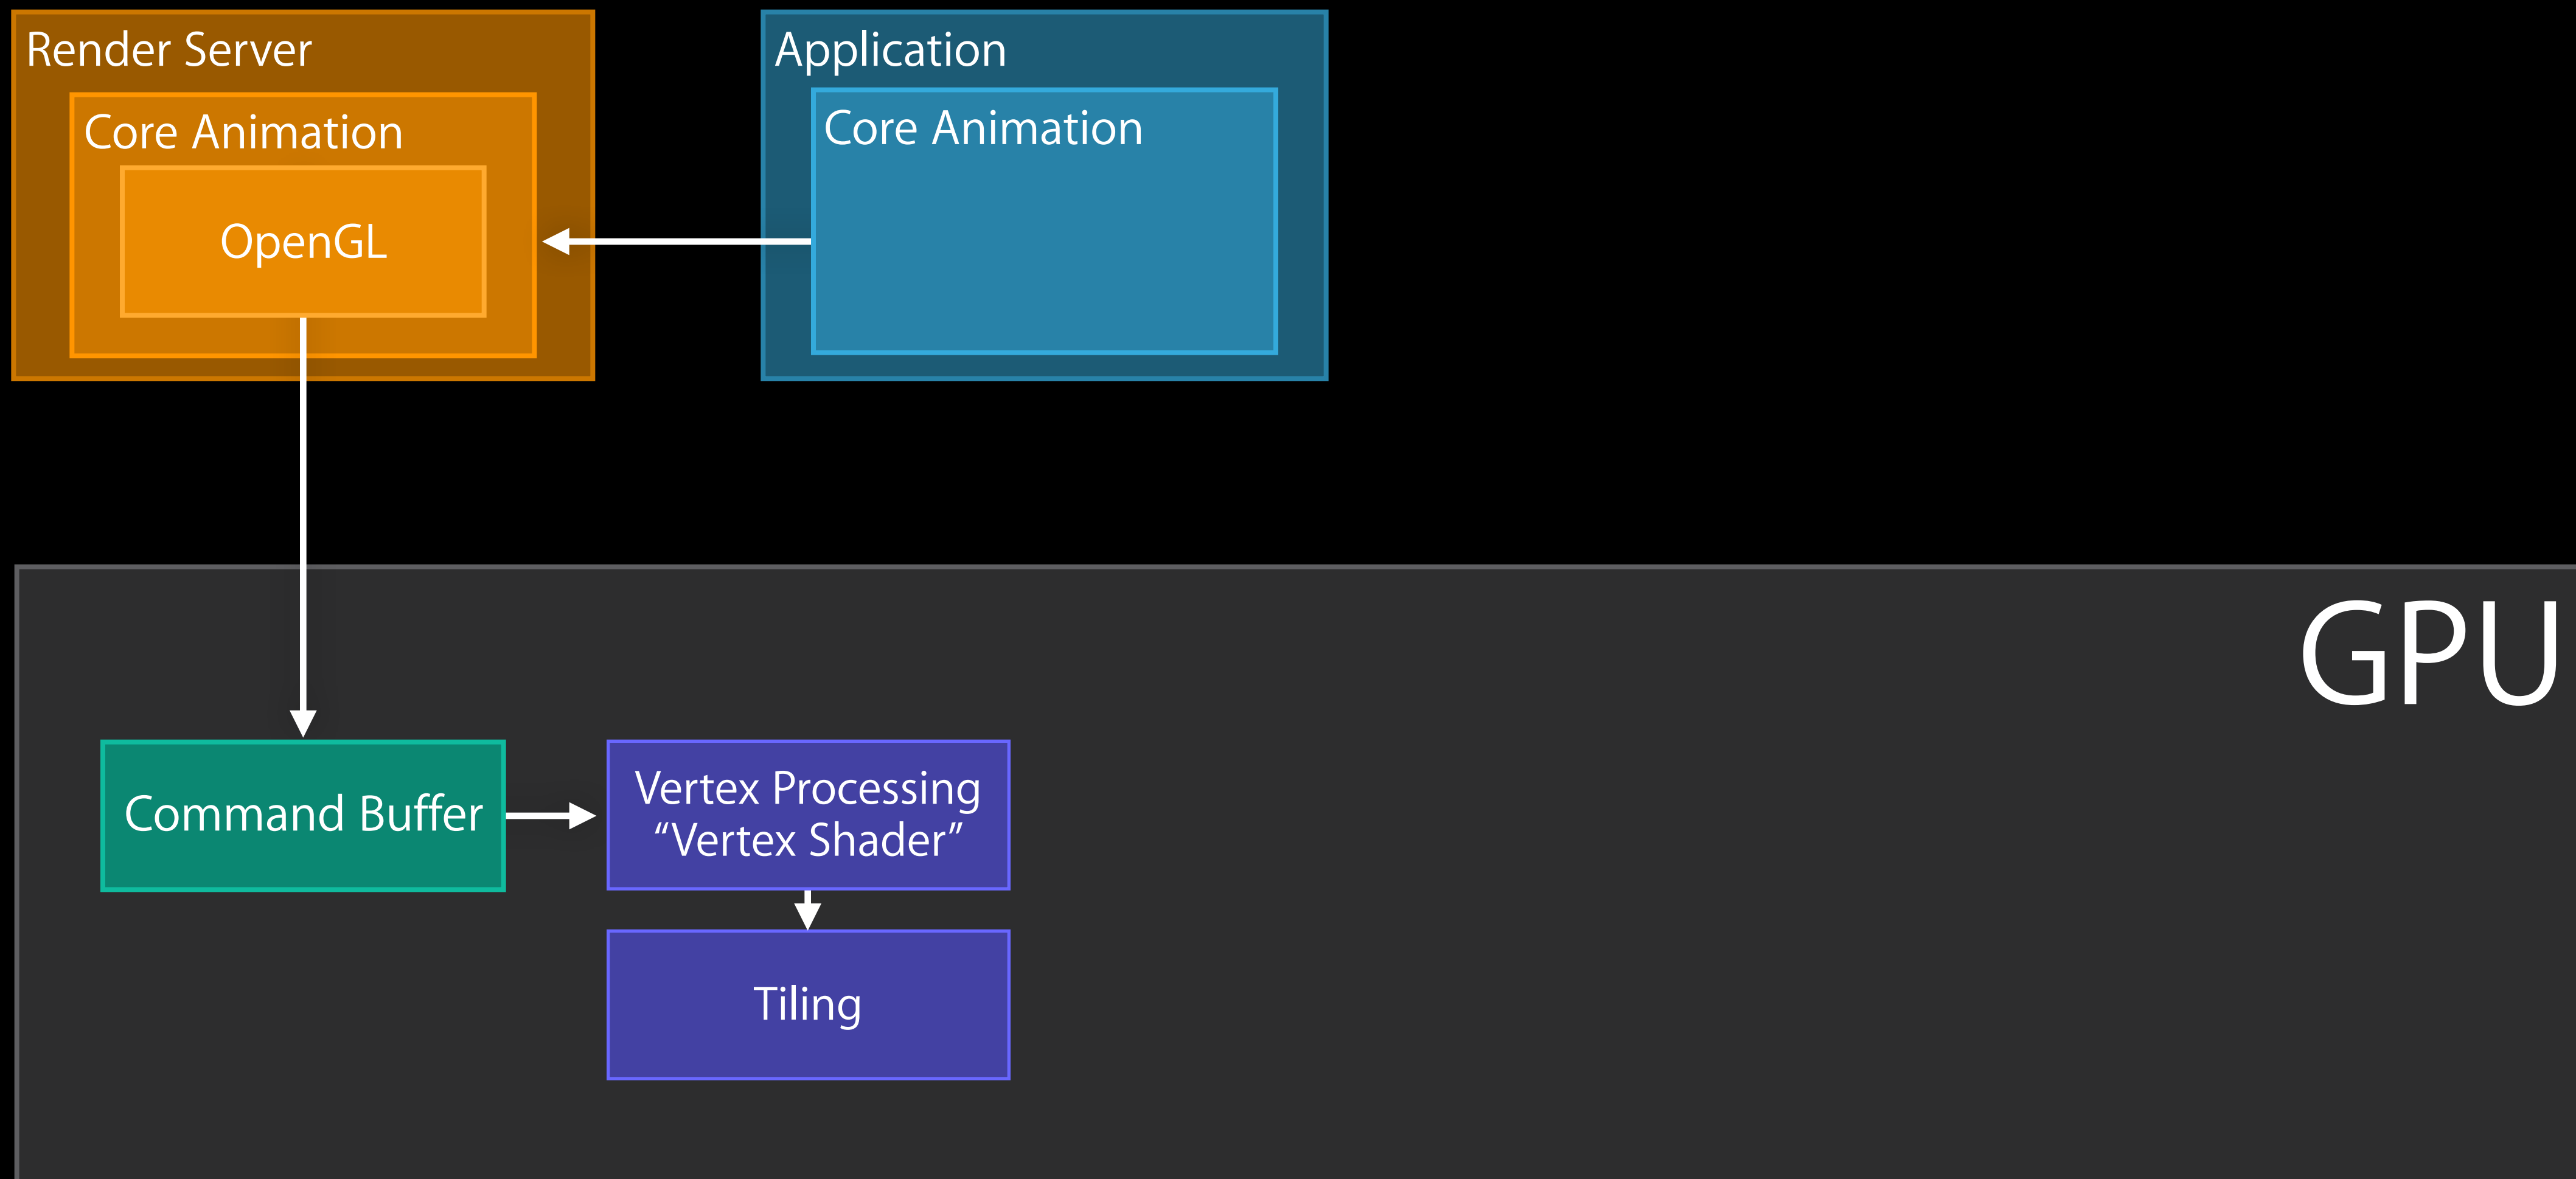 Render Server
Core Animation
OpenGL
Application
Core Animation
GPU
Command Buffer
Vertex Processing
“Vertex Shader”
Tiling